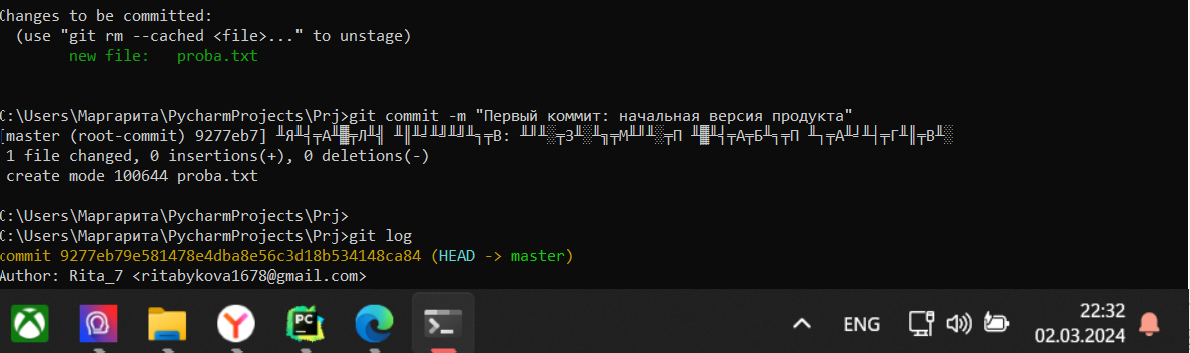 Changes to be committed:
(use "git rm --cached <file>..." to unstage)
new file: proba.txt
C:\Users\Маргарита\PycharmProjects\Prj>git commit -m "Первый коммит: начальная версия продукта"
[master (root-commit) 9277eb7]
1 file changed, 0 insertions(+), 0 deletions(-)
create mode 100644 proba.txt
C:\Users\Маргарита\PycharmProjects\Prj>
C:\Users\Маргарита\PycharmProjects\Prj>git log
commit 9277eb79e581478e4dba8e56c3d18b534148ca84 (HEAD -> master)
Author: Rita_7 <ritabykova1678@gmail.com>
PC
ENG
22:32
02.03.2024